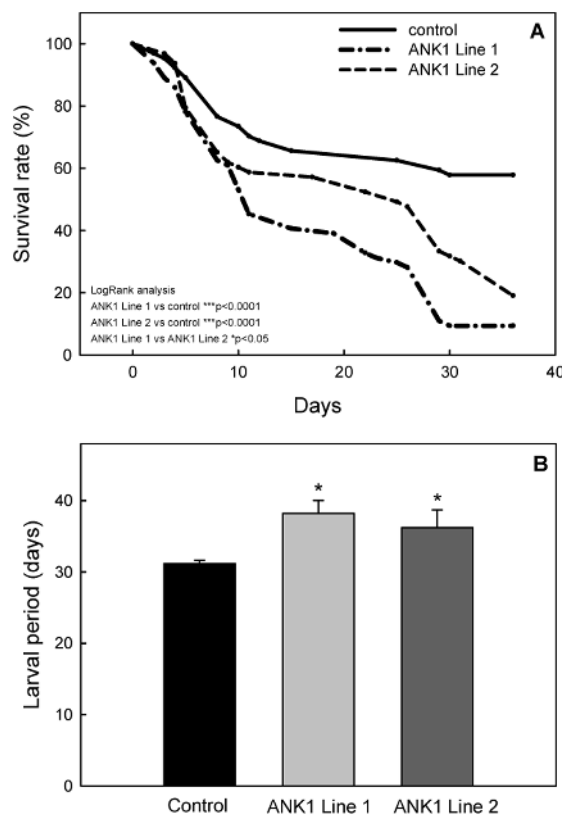 A
control
ANK1 Line 1
ANK1 Line 2
100
80
60
40
20
0
Survival rate (%)
LogRank analysis
ANK1 Line 1 vs control ***p<0.0001
ANK1 Line 2 vs control ***p<0.0001
ANK1 Line 1 vs ANK1 Line 2 *p<0.05
0 10 20 30 40
Days
B
40
30
20
10
0
Larval period (days)
* *
Control ANK1 Line 1 ANK1 Line 2